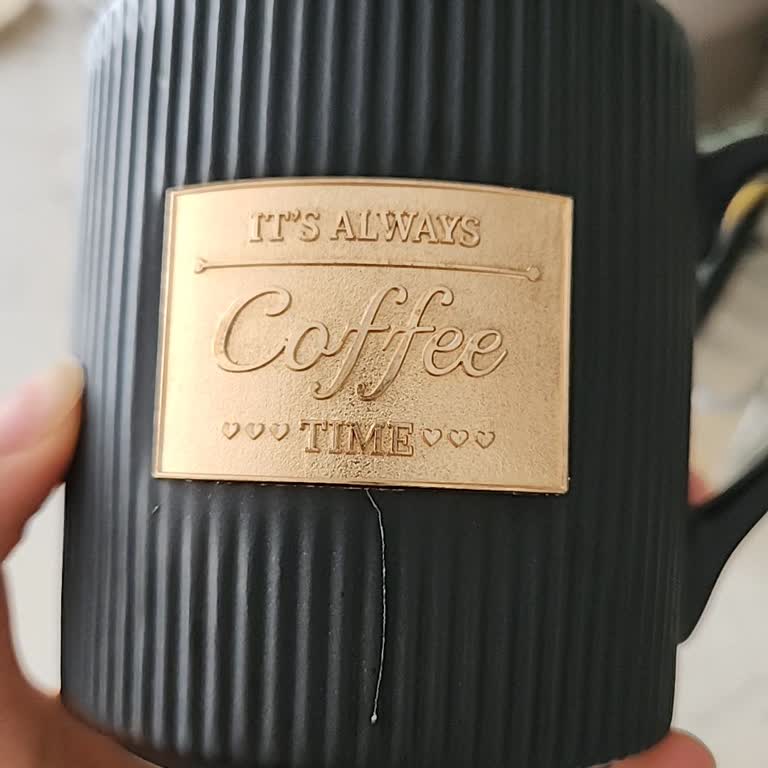 IT'S ALWAYS
Coffee
♡♡♡ TIME ♡♡♡